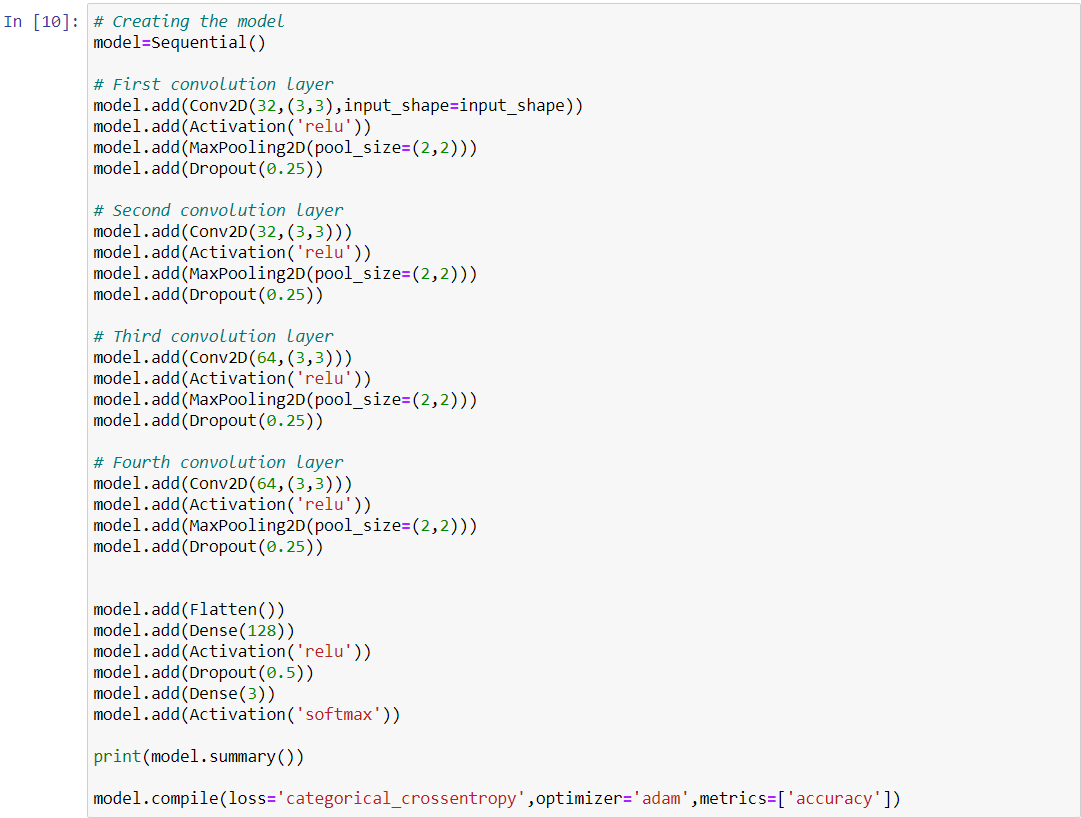 In [10]: # Creating the model
model=Sequential()
# First convolution layer
model.add(Conv2D(32,(3,3),input_shape=input_shape))
model.add(Activation('relu'))
model.add(MaxPooling2D(pool_size=(2,2)))
model.add(Dropout(0.25))
# Second convolution layer
model.add(Conv2D(32,(3,3)))
model.add(Activation('relu'))
model.add(MaxPooling2D(pool_size=(2,2)))
model.add(Dropout(0.25))
# Third convolution layer
model.add(Conv2D(64,(3,3)))
model.add(Activation('relu'))
model.add(MaxPooling2D(pool_size=(2,2)))
model.add(Dropout(0.25))
# Fourth convolution layer
model.add(Conv2D(64,(3,3)))
model.add(Activation('relu'))
model.add(MaxPooling2D(pool_size=(2,2)))
model.add(Dropout(0.25))
model.add(Flatten())
model.add(Dense(128))
model.add(Activation('relu'))
model.add(Dropout(0.5))
model.add(Dense(3))
model.add(Activation('softmax'))
print(model.summary())
model.compile(loss='categorical_crossentropy',optimizer='adam',metrics=['accuracy'])